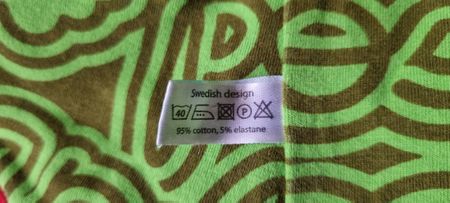 Swedish design
40 P
95% cotton, 5% elastane